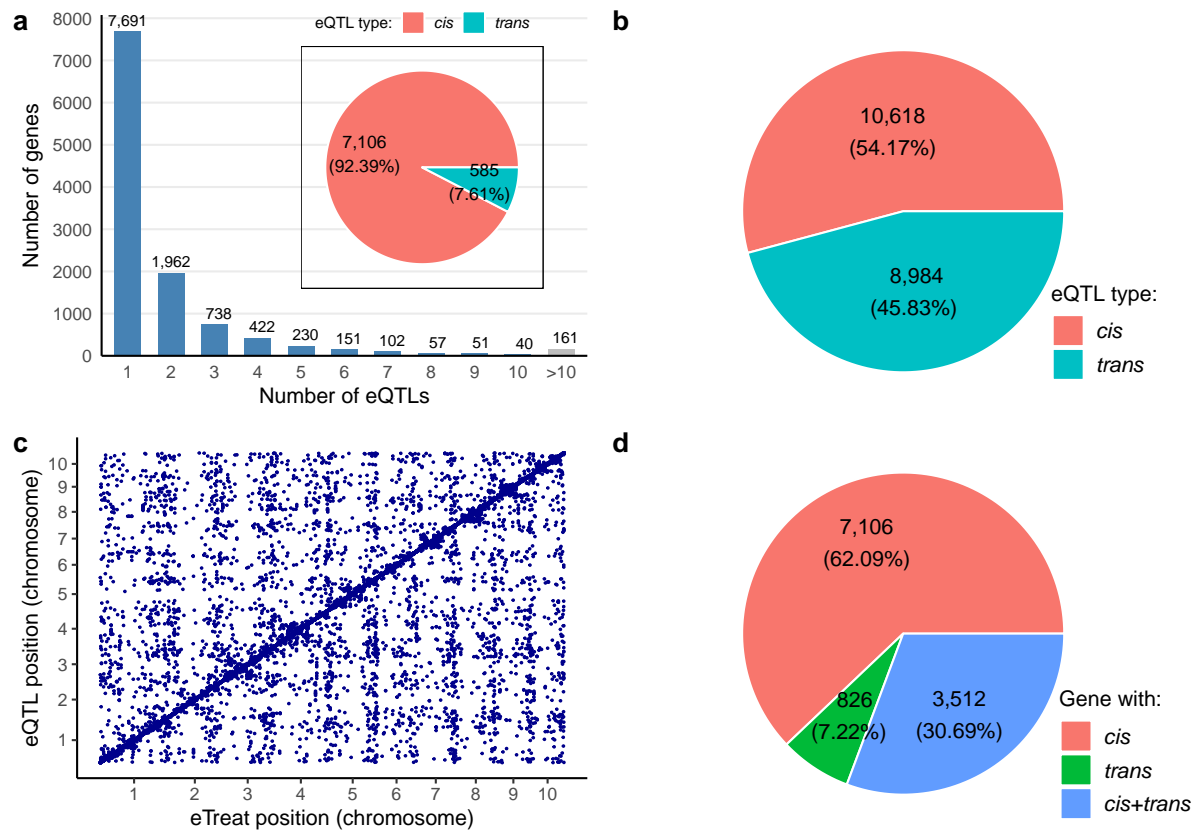 a
eQTL type: cis trans
Number of genes
8000
7000
6000
5000
4000
3000
2000
1000
0
7,691
1,962
738
422
230
151
102
57
51
40
161
7,106
(92.39%)
585
(7.61%)
1 2 3 4 5 6 7 8 9 10 >10
Number of eQTLs
b
10,618
(54.17%)
8,984
(45.83%)
eQTL type:
cis
trans
c
eQTL position (chromosome)
10
9
8
7
6
5
4
3
2
1
1 2 3 4 5 6 7 8 9 10
eTreat position (chromosome)
d
7,106
(62.09%)
826
(7.22%)
3,512
(30.69%)
Gene with:
cis
trans
cis+trans